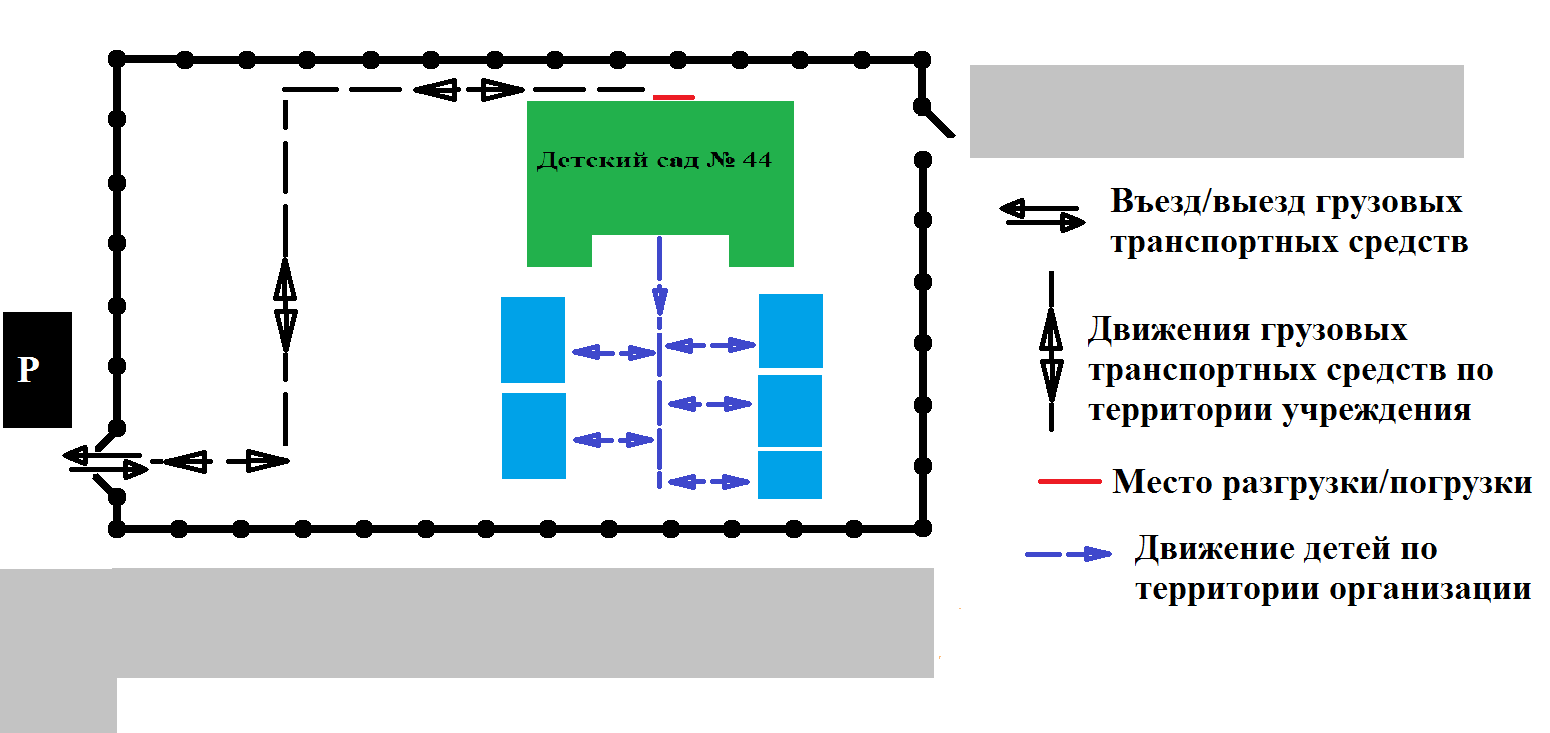 Детский сад № 44
Въезд/выезд грузовых
транспортных средств
P
Движения грузовых
транспортных средств по
территории учреждения
Место разгрузки/погрузки
Движение детей по
территории организации